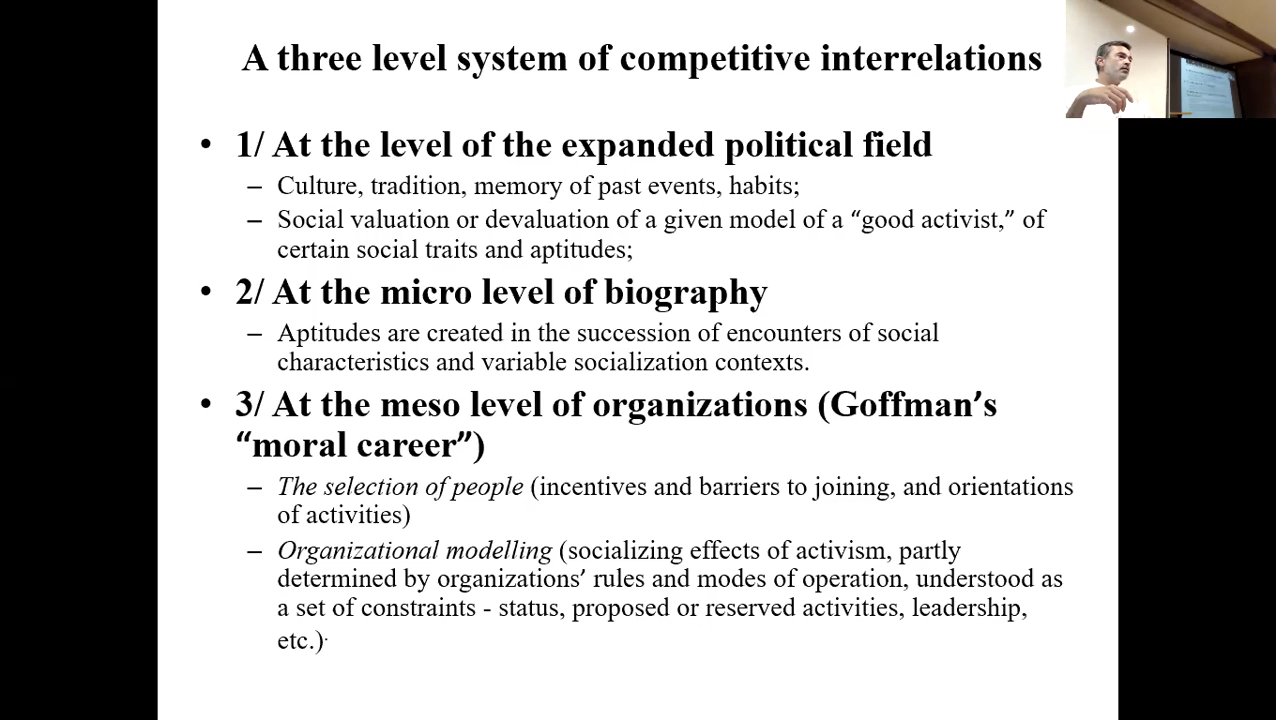 A three level system of competitive interrelations
• 1/ At the level of the expanded political field
– Culture, tradition, memory of past events, habits;
– Social valuation or devaluation of a given model of a “good activist,” of
certain social traits and aptitudes;
• 2/ At the micro level of biography
– Aptitudes are created in the succession of encounters of social
characteristics and variable socialization contexts.
• 3/ At the meso level of organizations (Goffman’s
“moral career”)
– The selection of people (incentives and barriers to joining, and orientations
of activities)
– Organizational modelling (socializing effects of activism, partly
determined by organizations’ rules and modes of operation, understood as
a set of constraints - status, proposed or reserved activities, leadership,
etc.).